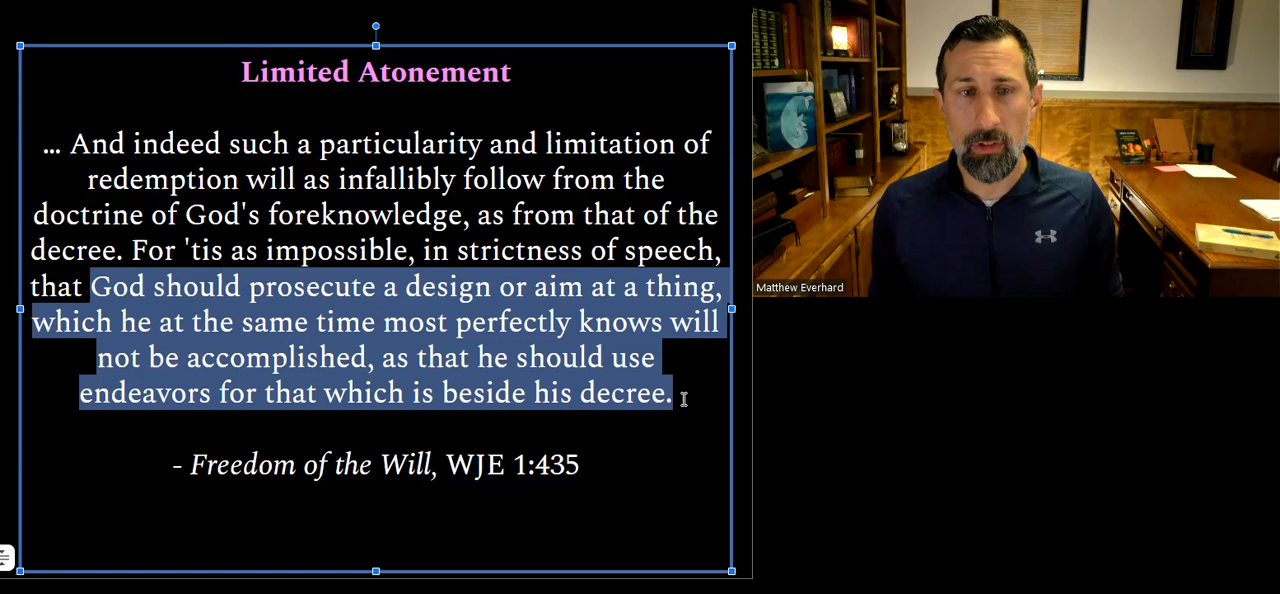 Limited Atonement
... And indeed such a particularity and limitation of
redemption will as infallibly follow from the
doctrine of God's foreknowledge, as from that of the
decree. For 'tis as impossible, in strictness of speech,
that God should prosecute a design or aim at a thing,
which he at the same time most perfectly knows will
not be accomplished, as that he should use
endeavors for that which is beside his decree.
- Freedom of the Will, WJE 1:435
Matthew Everhard